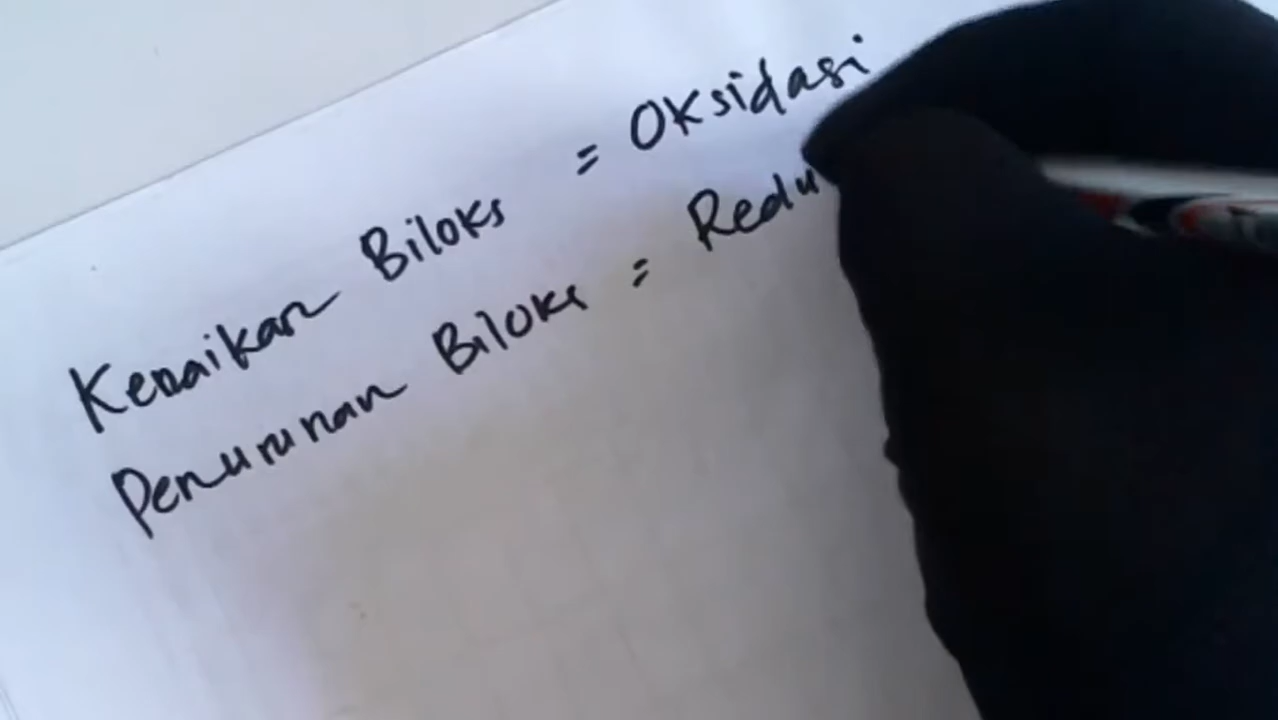 Kenaikan Biloks = Oksidasi
Penurunan Biloks = Redu